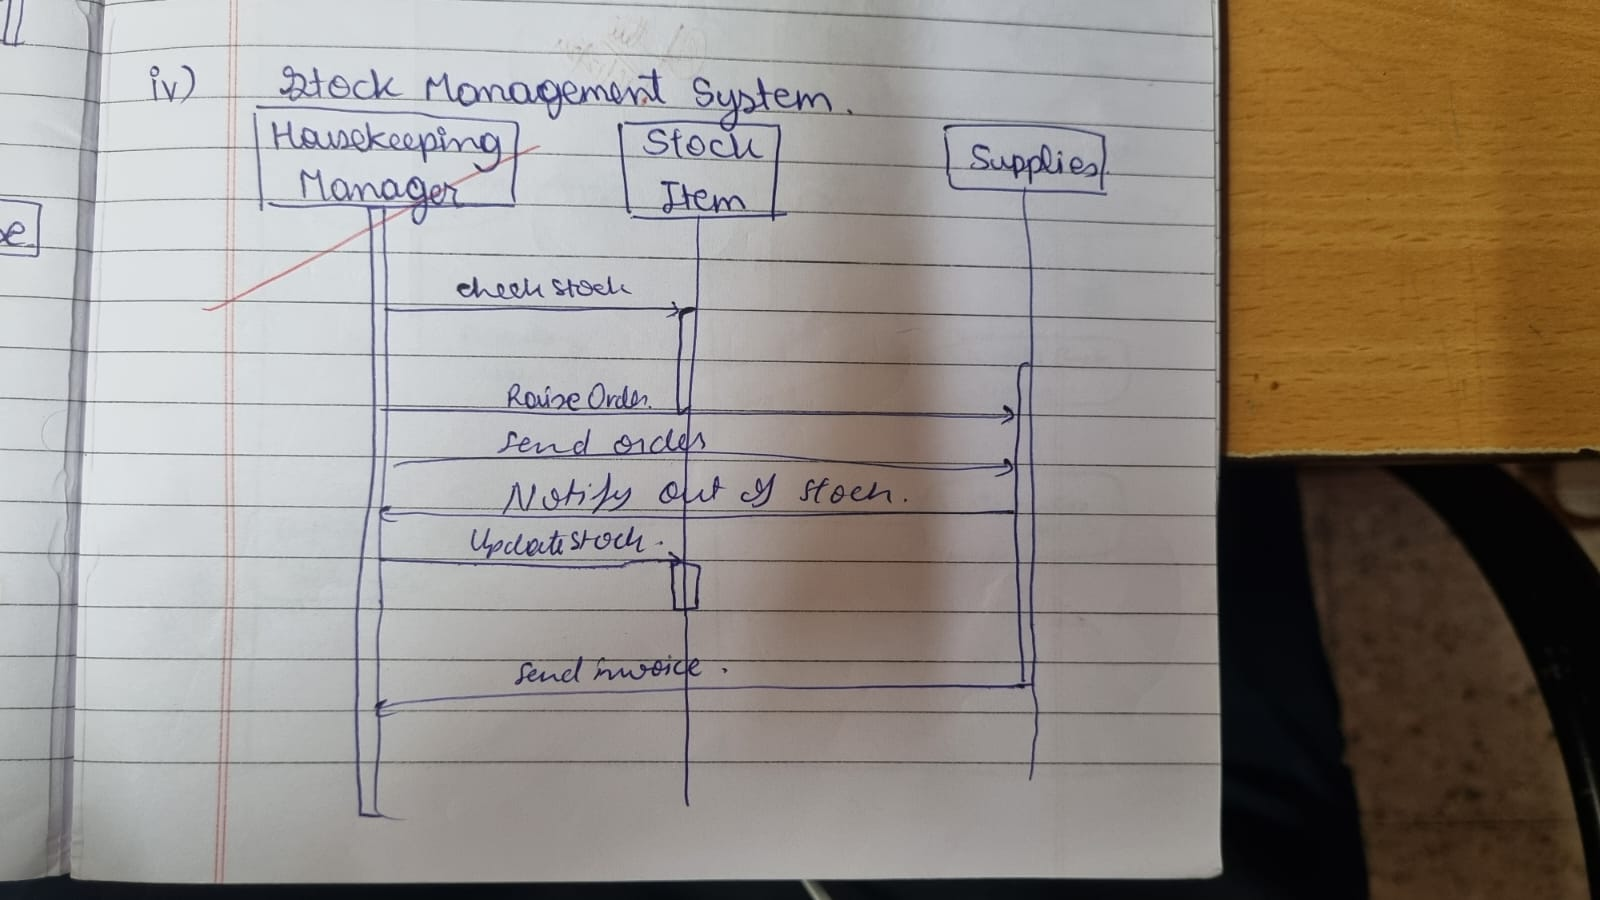 iv) Stock Management System.
Housekeeping
Manager
Stock
Item
Supplies
check stock
Raise Order.
Send order
Notify out of stock.
Update stock.
Send invoice.